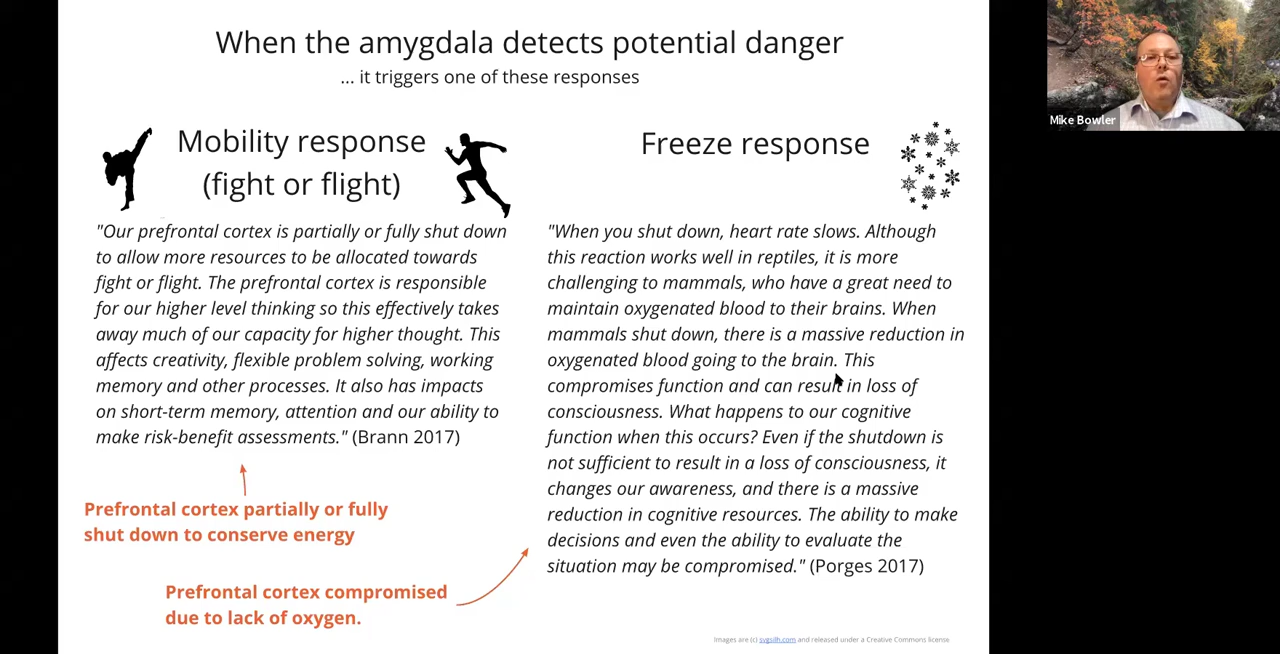 When the amygdala detects potential danger
... it triggers one of these responses
Mobility response
(fight or flight)
"Our prefrontal cortex is partially or fully shut down
to allow more resources to be allocated towards
fight or flight. The prefrontal cortex is responsible
for our higher level thinking so this effectively takes
away much of our capacity for higher thought. This
affects creativity, flexible problem solving, working
memory and other processes. It also has impacts
on short-term memory, attention and our ability to
make risk-benefit assessments." (Brann 2017)
Prefrontal cortex partially or fully
shut down to conserve energy
Prefrontal cortex compromised
due to lack of oxygen.
Freeze response
"When you shut down, heart rate slows. Although
this reaction works well in reptiles, it is more
challenging to mammals, who have a great need to
maintain oxygenated blood to their brains. When
mammals shut down, there is a massive reduction in
oxygenated blood going to the brain. This
compromises function and can result in loss of
consciousness. What happens to our cognitive
function when this occurs? Even if the shutdown is
not sufficient to result in a loss of consciousness, it
changes our awareness, and there is a massive
reduction in cognitive resources. The ability to make
decisions and even the ability to evaluate the
situation may be compromised." (Porges 2017)
Images are (c) svgsilh.com and released under a Creative Commons license
Mike Bowler